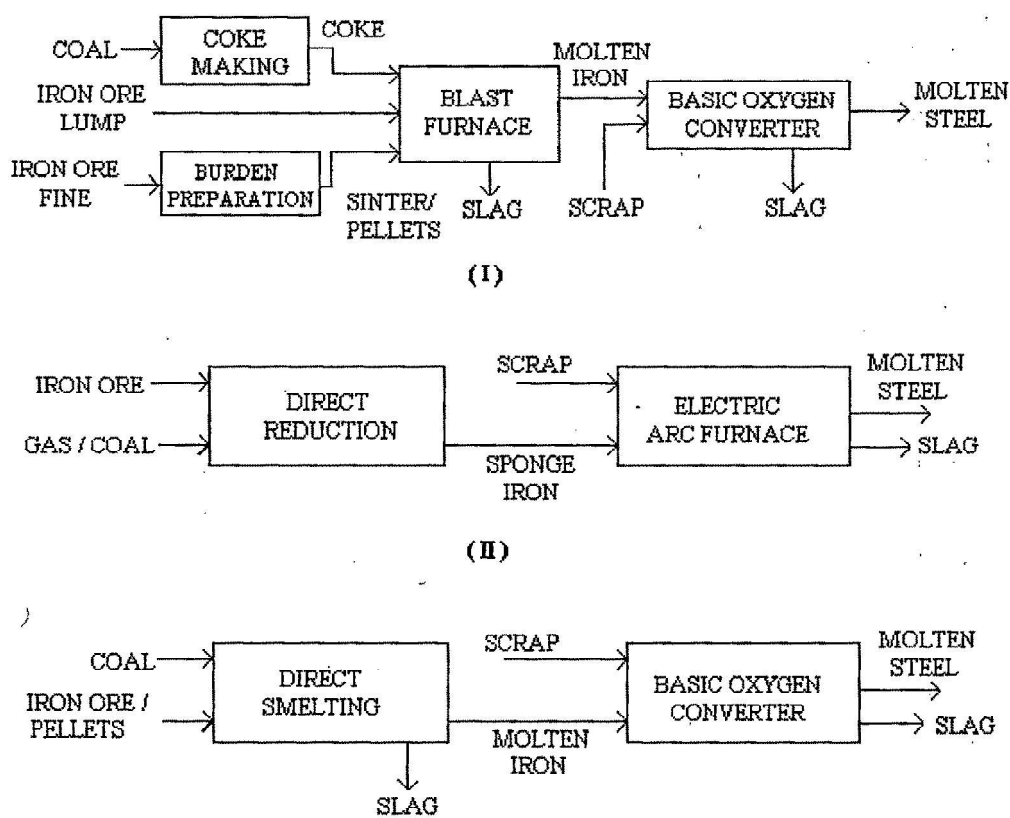 COAL
COKE
MAKING
COKE
IRON ORE
LUMP
IRON ORE
FINE
BURDEN
PREPARATION
SINTER/
PELLETS
BLAST
FURNACE
SLAG
MOLTEN
IRON
SCRAP
BASIC OXYGEN
CONVERTER
SLAG
MOLTEN
STEEL
(I)
IRON ORE
GAS / COAL
DIRECT
REDUCTION
SPONGE
IRON
SCRAP
ELECTRIC
ARC FURNACE
MOLTEN
STEEL
SLAG
(II)
COAL
IRON ORE /
PELLETS
DIRECT
SMELTING
SLAG
MOLTEN
IRON
SCRAP
BASIC OXYGEN
CONVERTER
MOLTEN
STEEL
SLAG